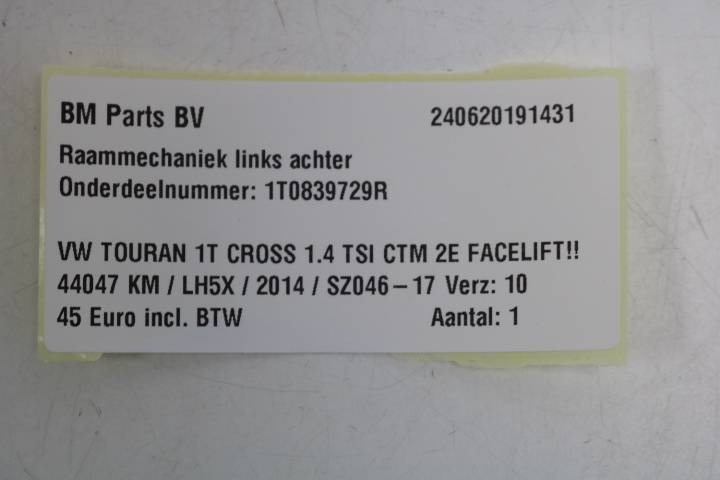 BM Parts BV 240620191431
Raammechaniek links achter
Onderdeelnummer: 1T0839729R
VW TOURAN 1T CROSS 1.4 TSI CTM 2E FACELIFT!!
44047 KM / LH5X / 2014 / SZ046-17 Verz: 10
45 Euro incl. BTW Aantal: 1